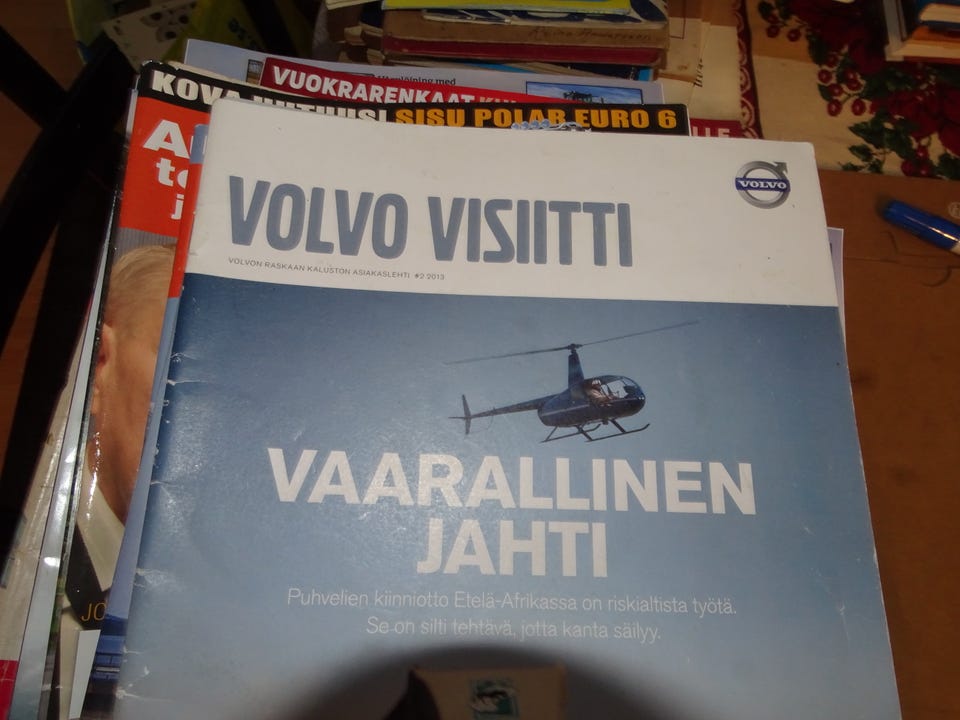 VUOKRARENKAAT
KOVA UUTUUS! SISU POLAR EURO 6
VOLVO
VOLVO VISIITTI
VOLVON RASKAAN KALUSTON ASIAKASLEHTI #2 2013
VAARALLINEN
JAHTI
Puhvelien kiinniotto Etelä-Afrikassa on riskialtista työtä.
Se on silti tehtävä, jotta kanta säilyy.